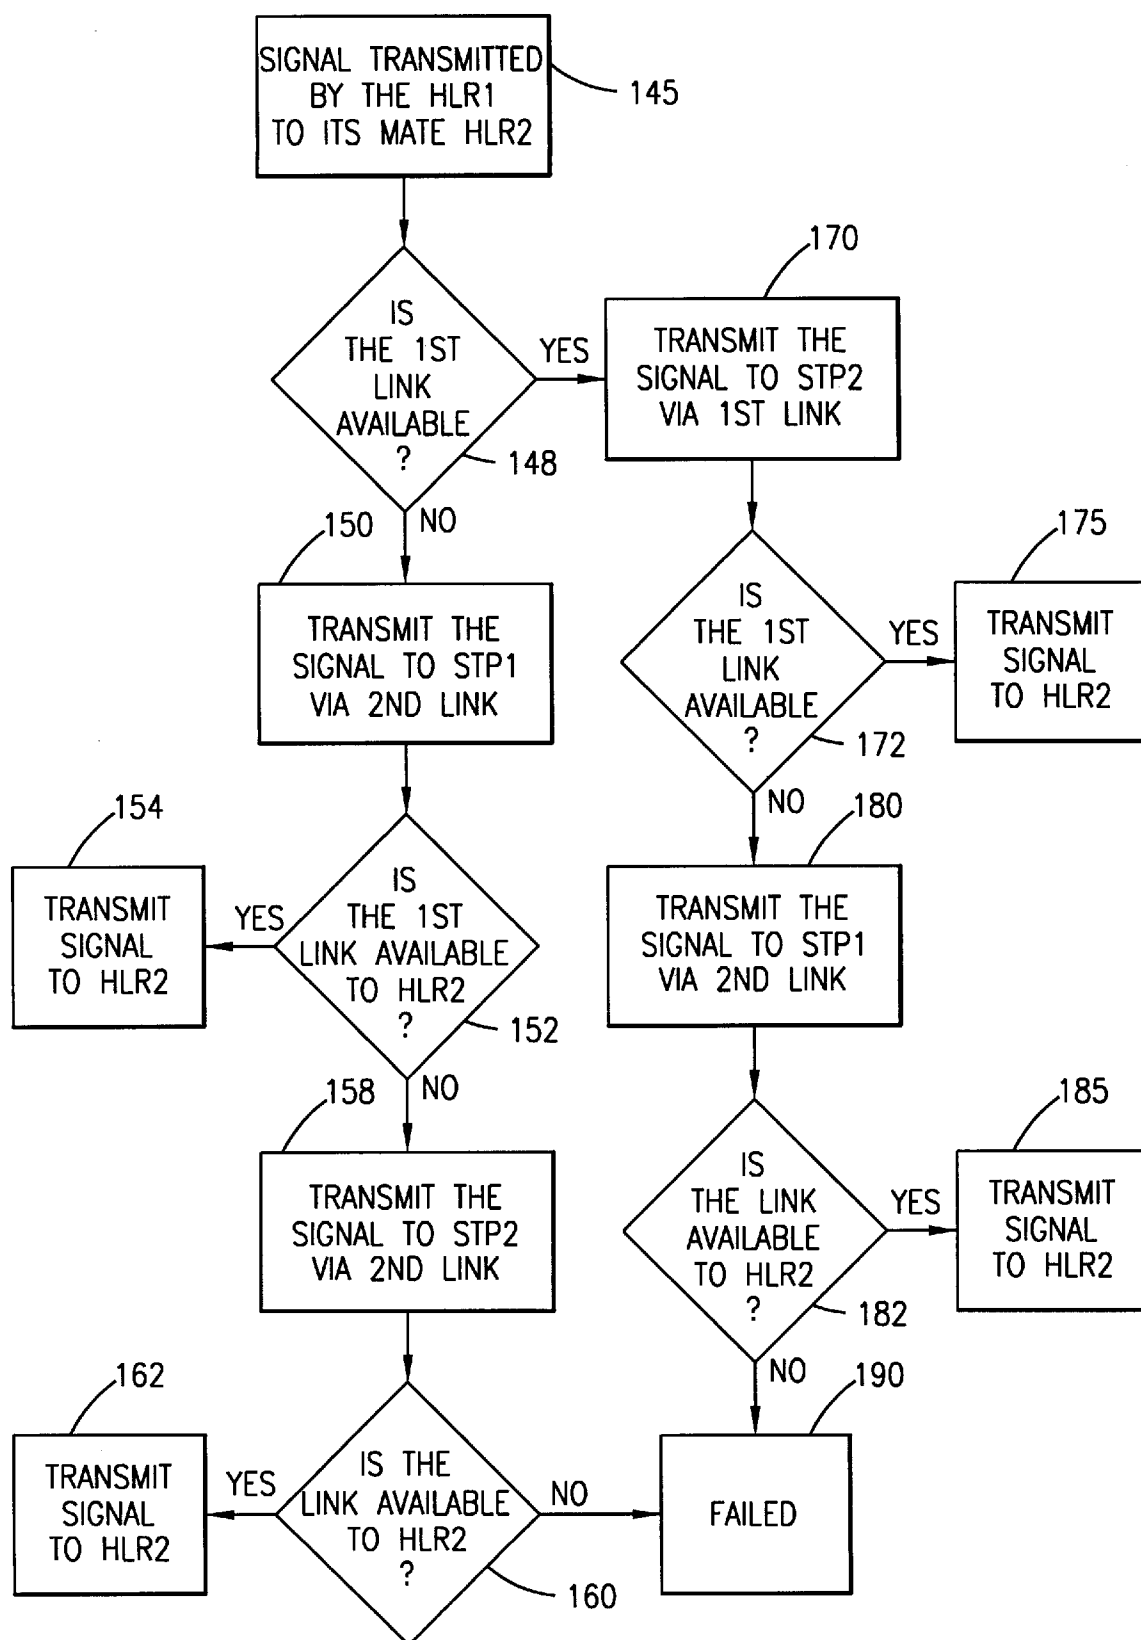 SIGNAL TRANSMITTED
BY THE HLR1
TO ITS MATE HLR2
145
IS
THE 1ST
LINK
AVAILABLE
?
148
YES
NO
170
TRANSMIT THE
SIGNAL TO STP2
VIA 1ST LINK
150
TRANSMIT THE
SIGNAL TO STP1
VIA 2ND LINK
IS
THE 1ST
LINK
AVAILABLE
?
172
YES
NO
175
TRANSMIT
SIGNAL
TO HLR2
154
TRANSMIT
SIGNAL
TO HLR2
YES
IS
THE 1ST
LINK AVAILABLE
TO HLR2
?
152
NO
180
TRANSMIT THE
SIGNAL TO STP1
VIA 2ND LINK
158
TRANSMIT THE
SIGNAL TO STP2
VIA 2ND LINK
IS
THE LINK
AVAILABLE
TO HLR2
?
182
YES
NO
185
TRANSMIT
SIGNAL
TO HLR2
162
TRANSMIT
SIGNAL
TO HLR2
YES
IS THE
LINK AVAILABLE
TO HLR2
?
160
NO
190
FAILED